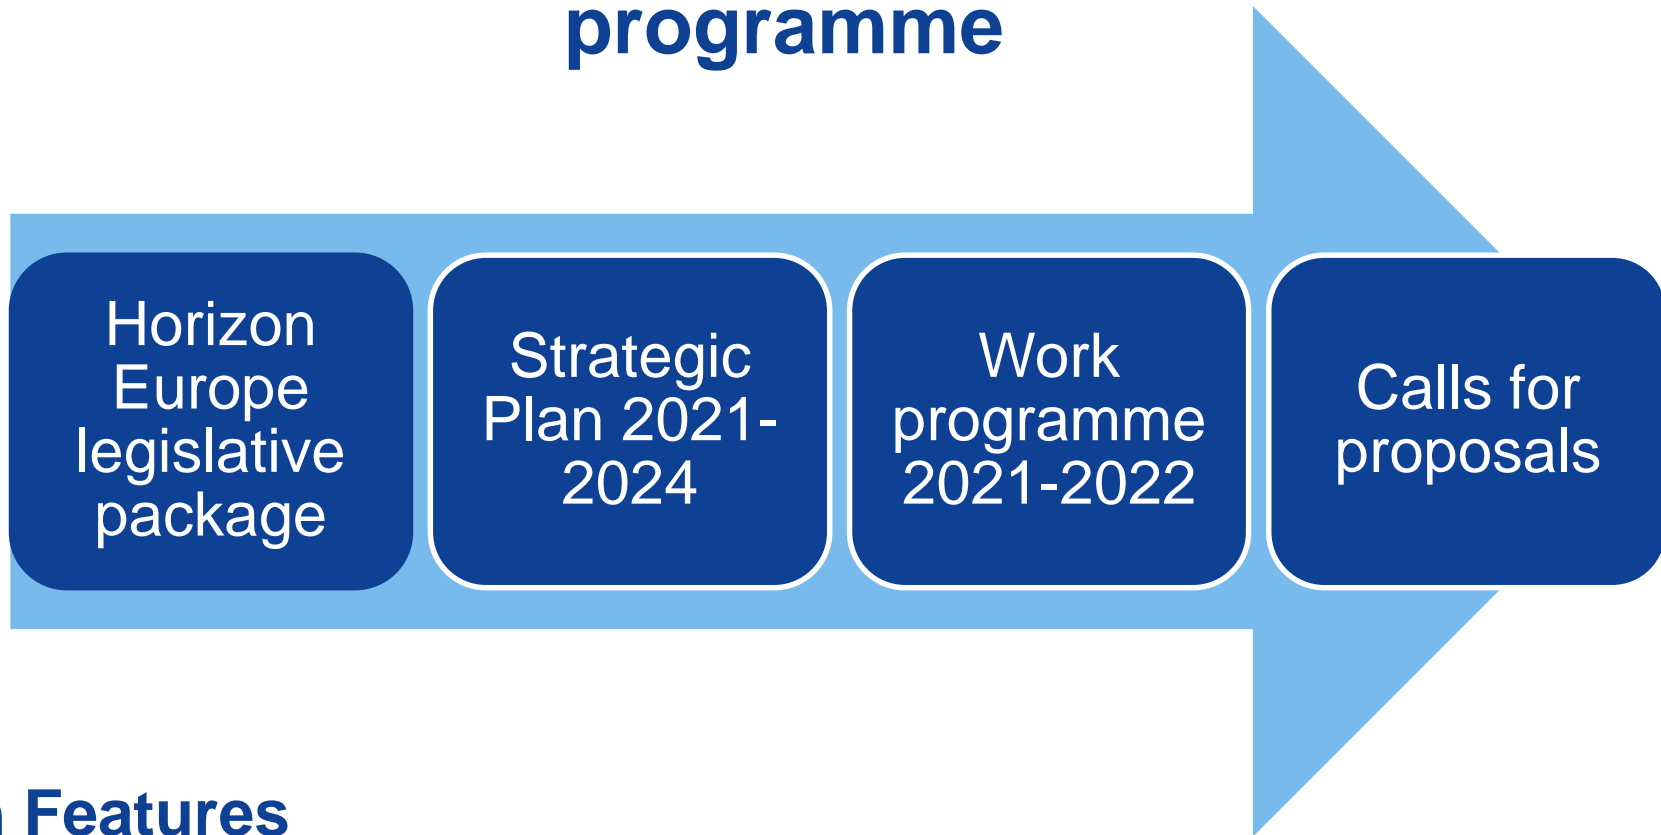 programme
Horizon
Europe
legislative
package
Strategic
Plan 2021-
2024
Work
programme
2021-2022
Calls for
proposals
Features